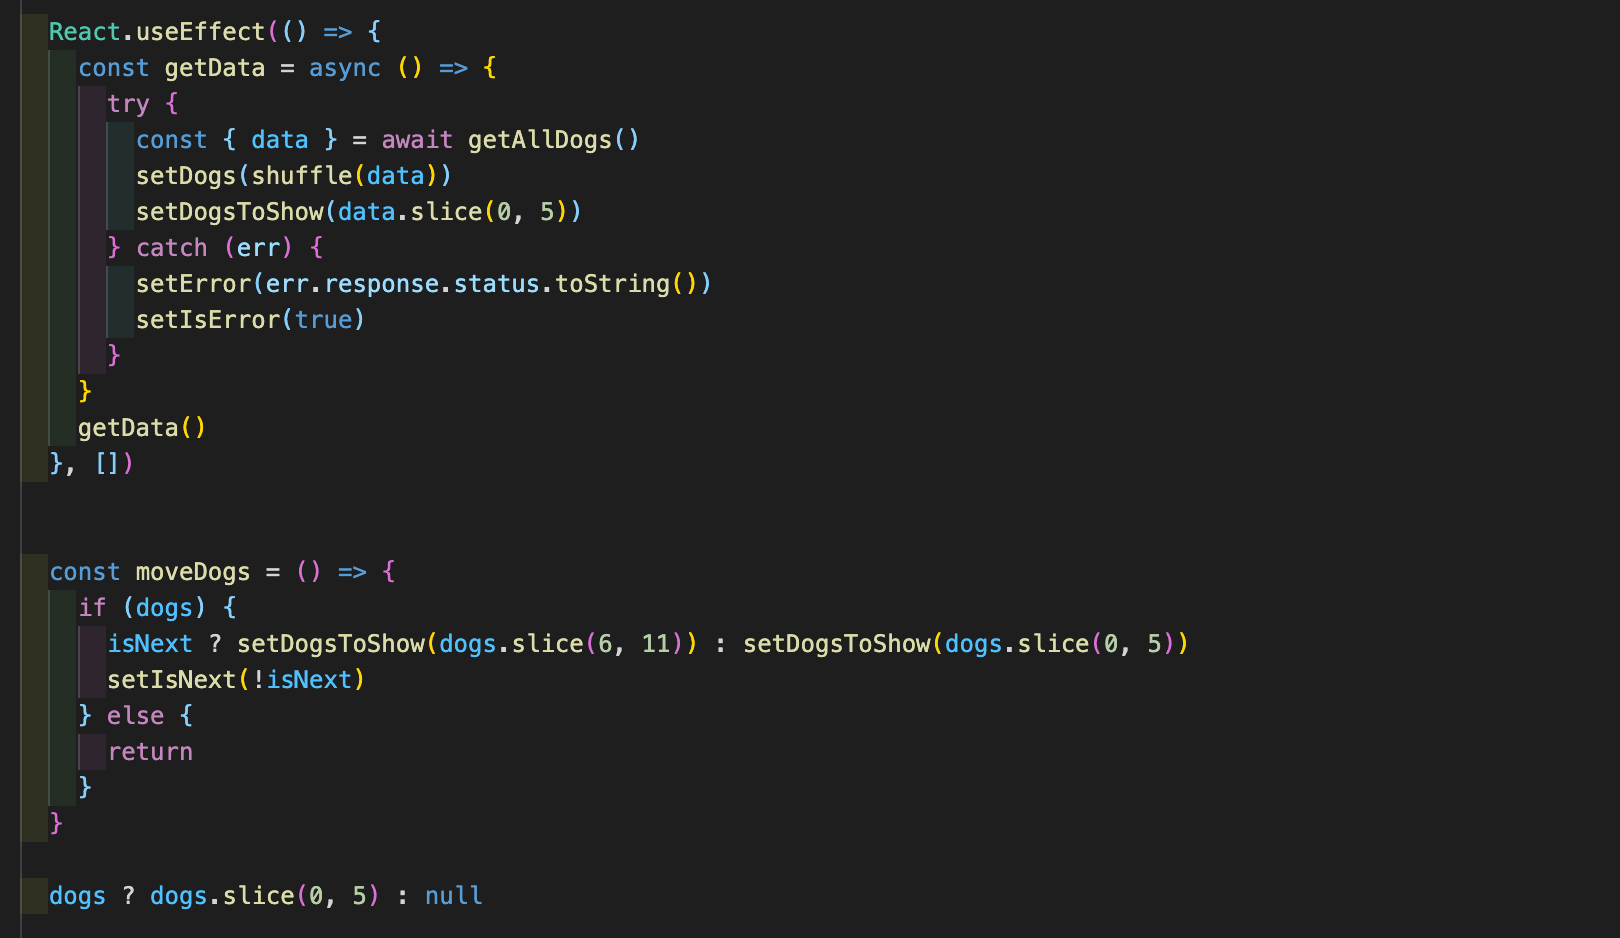 React.useEffect(() => {
  const getData = async () => {
    try {
      const { data } = await getAllDogs()
      setDogs(shuffle(data))
      setDogsToShow(data.slice(0, 5))
    } catch (err) {
      setError(err.response.status.toString())
      setIsError(true)
    }
  }
  getData()
}, [])
const moveDogs = () => {
  if (dogs) {
    isNext ? setDogsToShow(dogs.slice(6, 11)) : setDogsToShow(dogs.slice(0, 5))
    setIsNext(!isNext)
  } else {
    return
  }
}
dogs ? dogs.slice(0, 5) : null